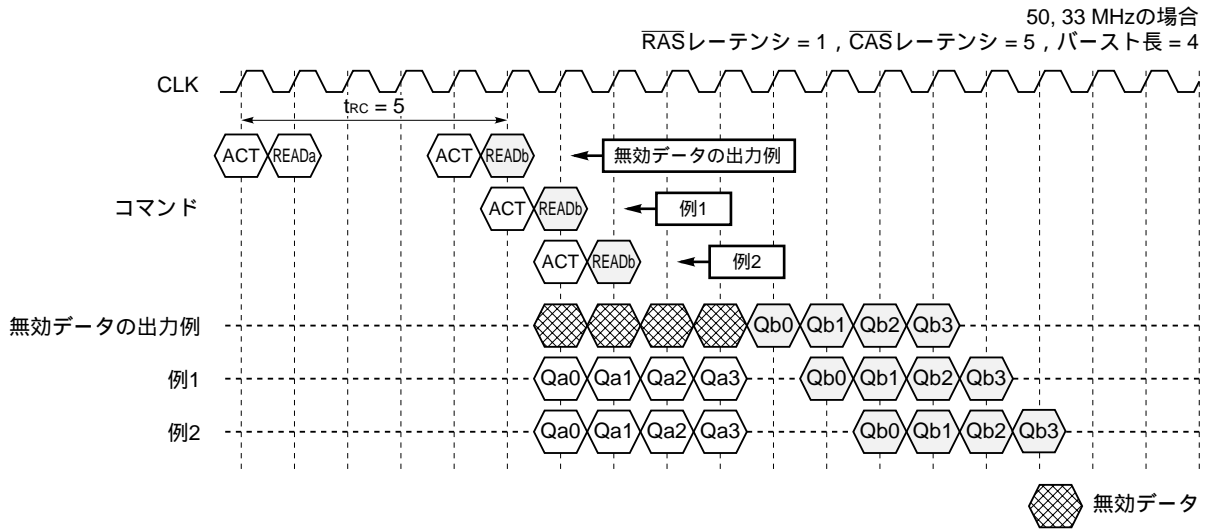 50, 33 MHzの場合
RASレーテンシ = 1 , CASレーテンシ = 5 , バースト長 = 4
CLK
tRC = 5
ACT READa ACT READb 無効データの出力例
コマンド ACT READb 例1
ACT READb 例2
無効データの出力例 Qb0 Qb1 Qb2 Qb3
例1 Qa0 Qa1 Qa2 Qa3 Qb0 Qb1 Qb2 Qb3
例2 Qa0 Qa1 Qa2 Qa3 Qb0 Qb1 Qb2 Qb3
無効データ